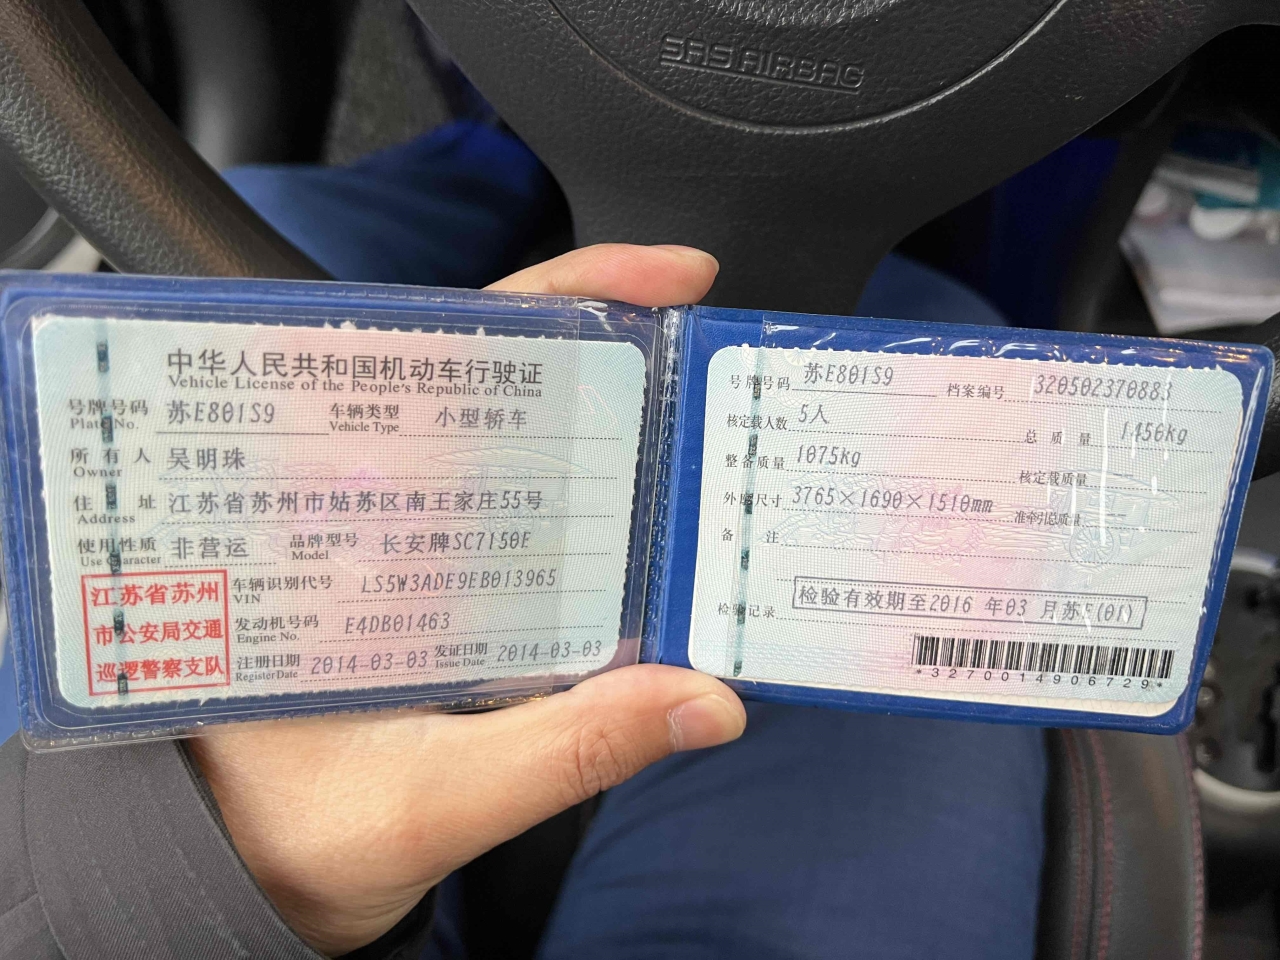 SRS AIRBAG
中华人民共和国机动车行驶证
Vehicle License of the People's Republic of China
号牌号码 苏E801S9 车辆类型 小型轿车
Plate No. Vehicle Type
所有人 吴明珠
Owner
住址 江苏省苏州市姑苏区南王家庄55号
Address
使用性质 非营运 品牌型号 长安牌SC7150E
Use Character Model
江苏省苏州
市公安局交通
巡逻警察支队
车辆识别代号 LS5W3ADE9EB013965
VIN
发动机号码 E4DB01463
Engine No.
注册日期 2014-03-03 发证日期 2014-03-03
Register Date Issue Date
号牌号码 苏E801S9 档案编号 320502370883
核定载人数 5人 总质量 1450kg
整备质量 1075kg 核定载质量
外廓尺寸 3765×1690×1510mm 准牵引总质量
备注
检验记录 检验有效期至2016 年03 月苏E(01)
*3270014906729*